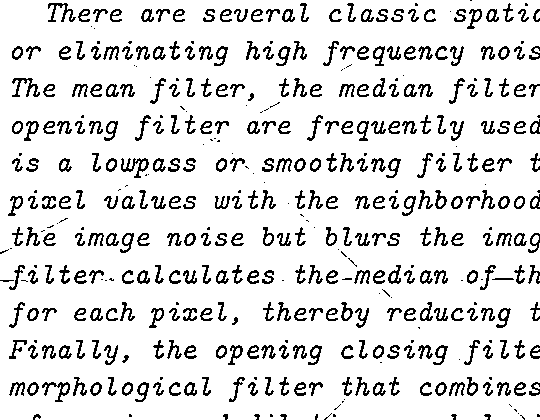 There are several classic spatia
or eliminating high frequency nois
The mean filter, the median filter
opening filter are frequently used
is a lowpass or smoothing filter t
pixel values with the neighborhood
the image noise but blurs the imag
filter calculates the median of th
for each pixel, thereby reducing t
Finally, the opening closing filte
morphological filter that combines